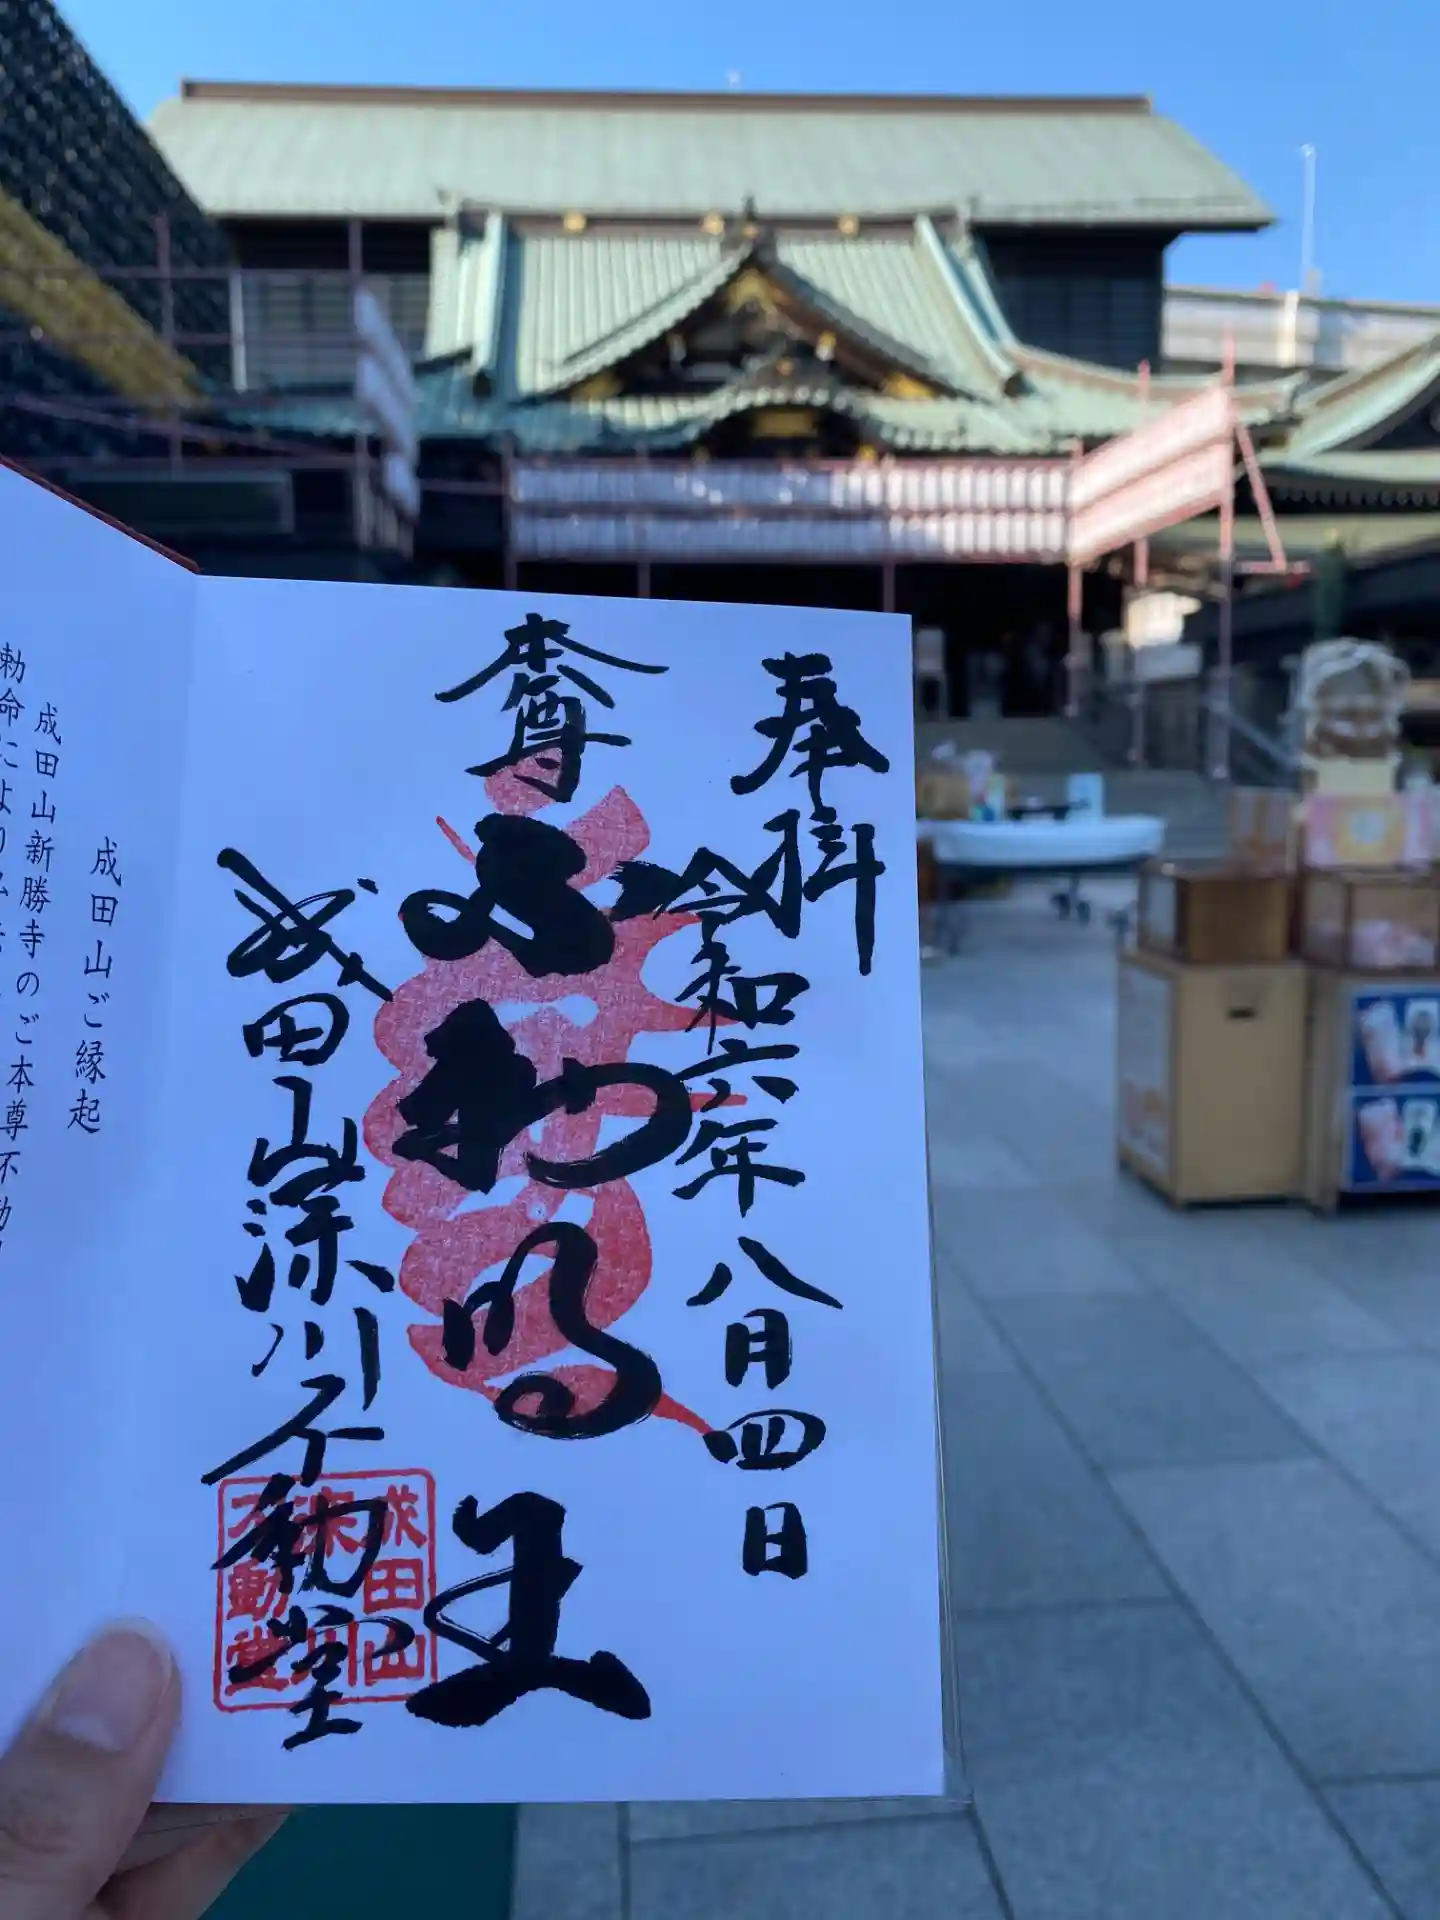 奉拝
令和六年八月四日
本尊
不動明王
成田山深川不動堂
成田山
深川
不動堂
成田山ご縁起
成田山新勝寺のご本尊不動
勅命により